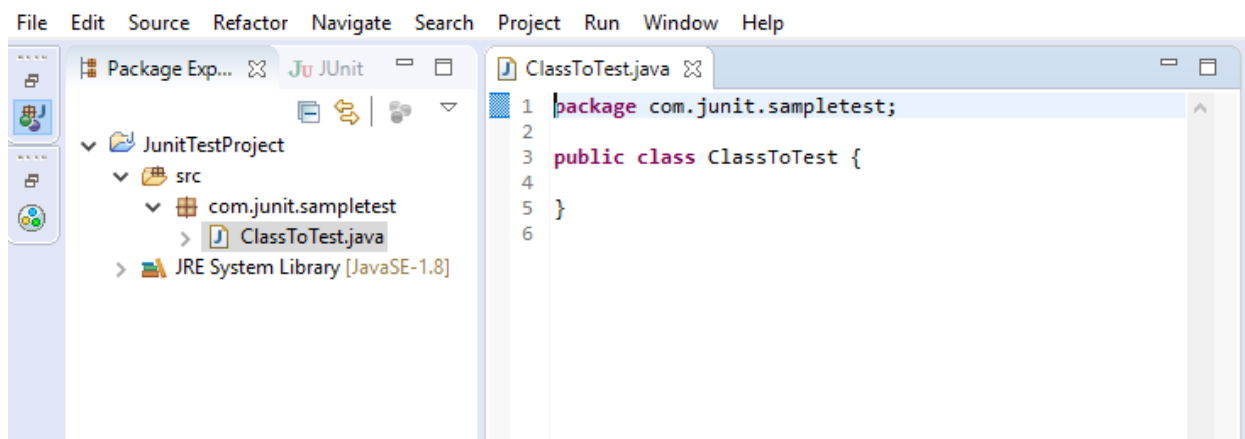 File Edit Source Refactor Navigate Search Project Run Window Help
Package Exp... JU JUnit
JunitTestProject
src
com.junit.sampletest
ClassToTest.java
JRE System Library [JavaSE-1.8]
ClassToTest.java
1 package com.junit.sampletest;
2
3 public class ClassToTest {
4
5 }
6